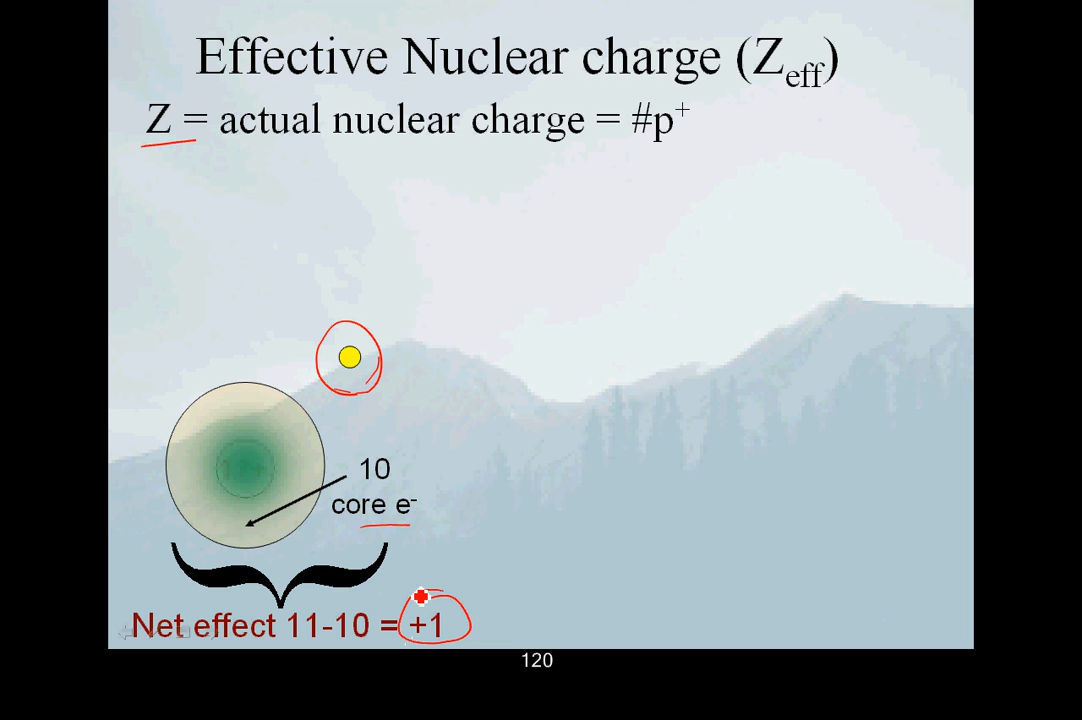 Effective Nuclear charge (Zeff)
Z = actual nuclear charge = #p+
10
core e-
Net effect 11-10 = +1
120